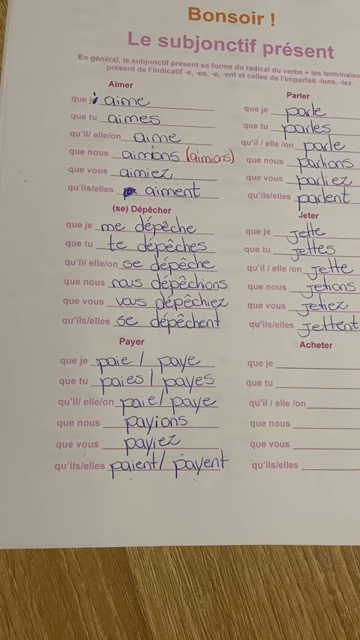 Bonsoir !
Le subjonctif présent
En général, le subjonctif présent se forme du radical du verbe + les
présent de l'indicatif -e, -es, -e, -ent et celles de l'imparfait -ions, -iez.
Aimer
que j'aime
que tu aimes
qu'il/ elle/on aime
que nous aimions (aimions)
que vous aimiez
qu'ils/elles aiment
(se) Dépêcher
que je me dépêche
que tu te dépêches
qu'il/ elle/on se dépêche
que nous nous dépêchions
que vous vous dépêchiez
qu'ils/elles se dépêchent
Payer
que je paie / paye
que tu paies / payes
qu'il/ elle/on paie / paye
que nous payions
que vous payiez
qu'ils/elles paient / payent
Parler
que je parle
que tu parles
qu'il / elle /on parle
que nous parlions
que vous parliez
qu'ils/elles parlent
Jeter
que je jette
que tu jettes
qu'il / elle /on jette
que nous jetions
que vous jetiez
qu'ils/elles jettent
Acheter
que je
que tu
qu'il / elle /on
que nous
que vous
qu'ils/elles